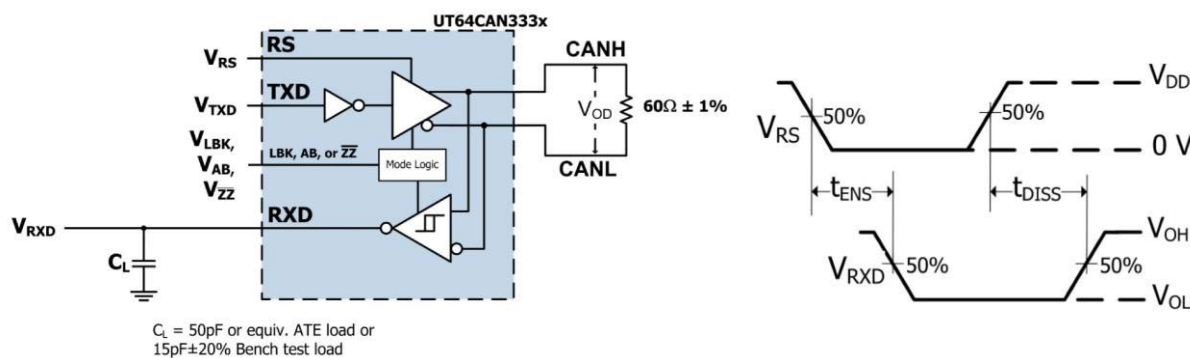 UT64CAN333x
RS
V_RS
TXD
V_TXD
V_LBK,
V_AB,
V_Z̅Z̅
LBK, AB, or Z̅Z̅
Mode Logic
RXD
V_RXD
C_L
CANH
V_OD
60Ω ± 1%
CANL
C_L = 50pF or equiv. ATE load or
15pF±20% Bench test load
V_DD
50%
50%
V_RS
0 V
t_ENS
t_DISS
V_OH
50%
50%
V_RXD
V_OL